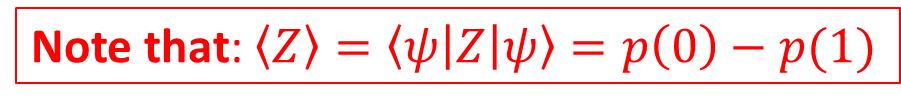 Note that: ⟨Z⟩ = ⟨ψ|Z|ψ⟩ = p(0) − p(1)